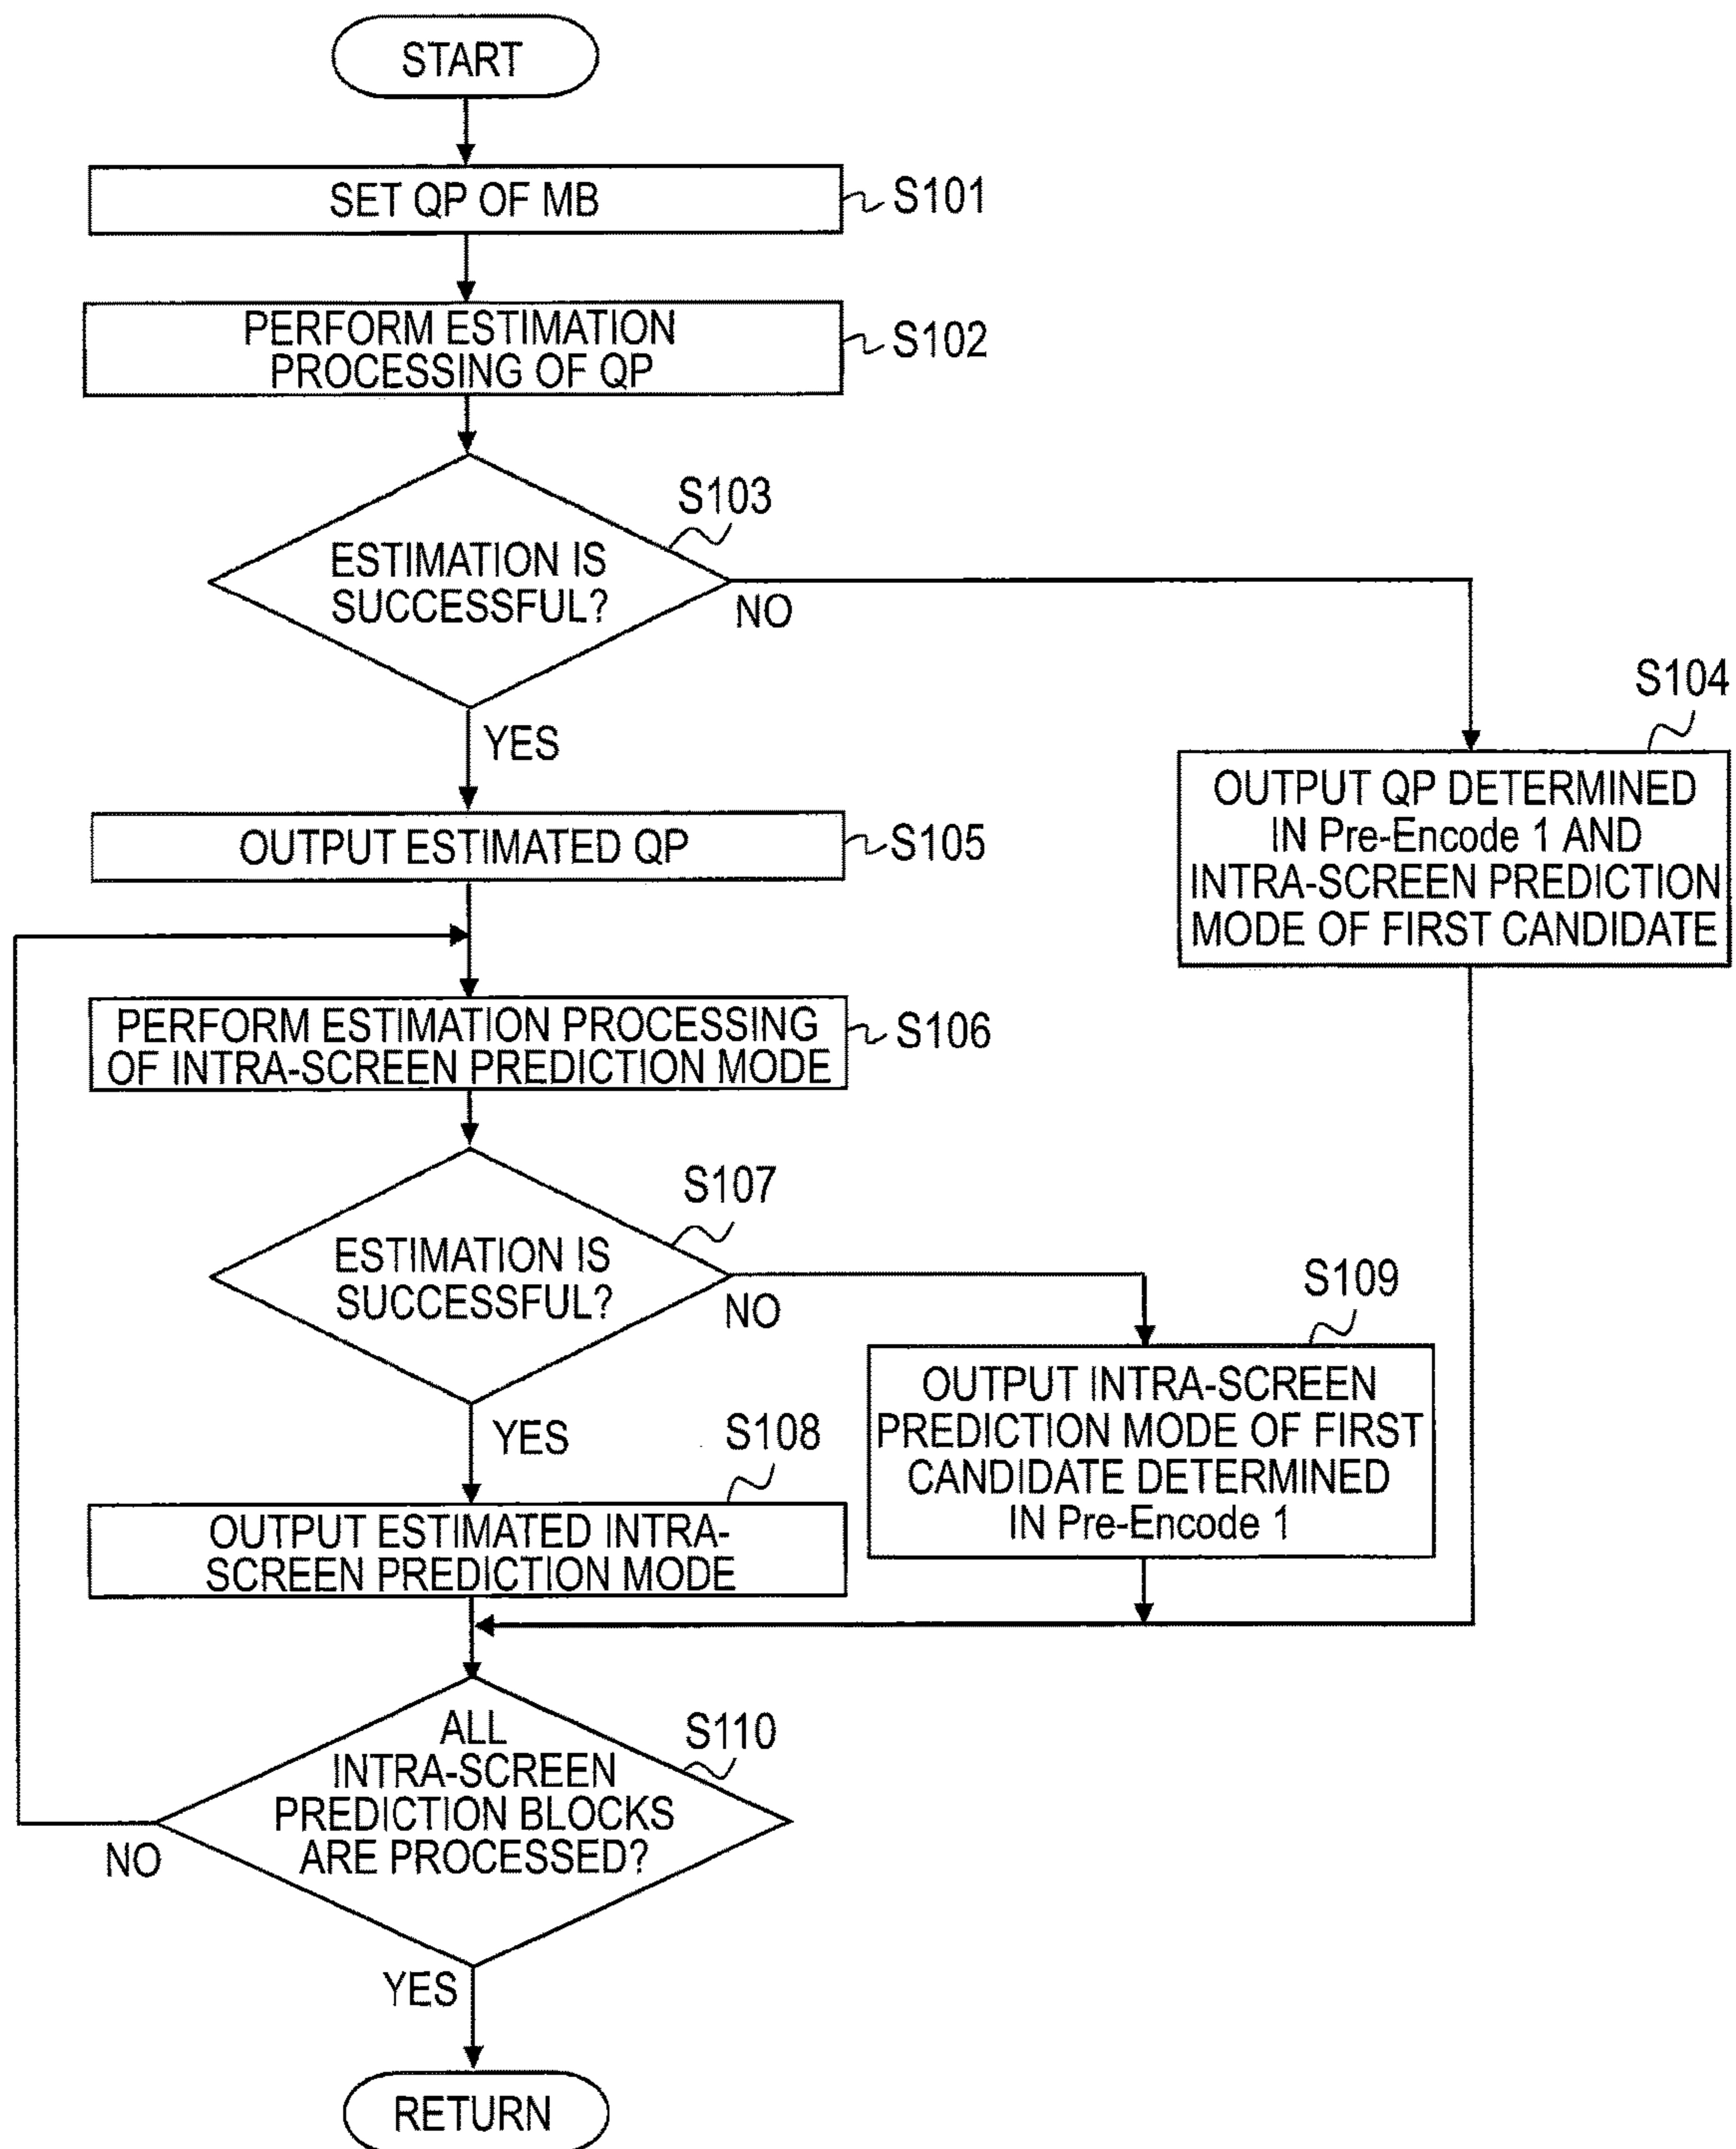 START
SET QP OF MB
S101
PERFORM ESTIMATION
PROCESSING OF QP
S102
S103
ESTIMATION IS
SUCCESSFUL?
NO
YES
S104
OUTPUT QP DETERMINED
IN Pre-Encode 1 AND
INTRA-SCREEN PREDICTION
MODE OF FIRST CANDIDATE
OUTPUT ESTIMATED QP
S105
PERFORM ESTIMATION PROCESSING
OF INTRA-SCREEN PREDICTION MODE
S106
S107
ESTIMATION IS
SUCCESSFUL?
NO
YES
S109
OUTPUT INTRA-SCREEN
PREDICTION MODE OF FIRST
CANDIDATE DETERMINED
IN Pre-Encode 1
S108
OUTPUT ESTIMATED INTRA-
SCREEN PREDICTION MODE
S110
ALL
INTRA-SCREEN
PREDICTION BLOCKS
ARE PROCESSED?
NO
YES
RETURN